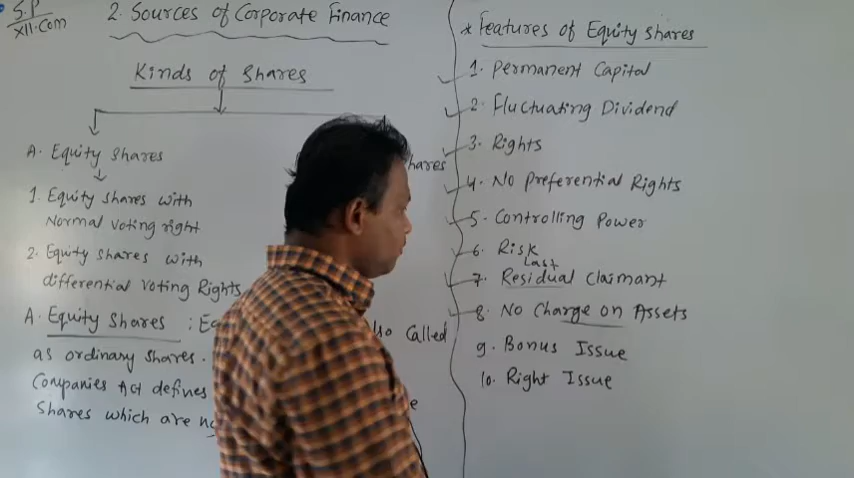 S.P
XII.Com
2. Sources of Corporate Finance
Kinds of Shares
A. Equity Shares
hares
1. Equity shares with
Normal voting right
2. Equity shares with
differential voting Rights
A. Equity Shares : E
lso called
as ordinary shares.
Companies Act defines
Shares which are n
e
* Features of Equity shares
1. Permanent Capital
2. Fluctuating Dividend
3. Rights
4. No Preferential Rights
5. Controlling Power
6. Risk
Last
7. Residual Claimant
8. No Charge on Assets
9. Bonus Issue
10. Right Issue